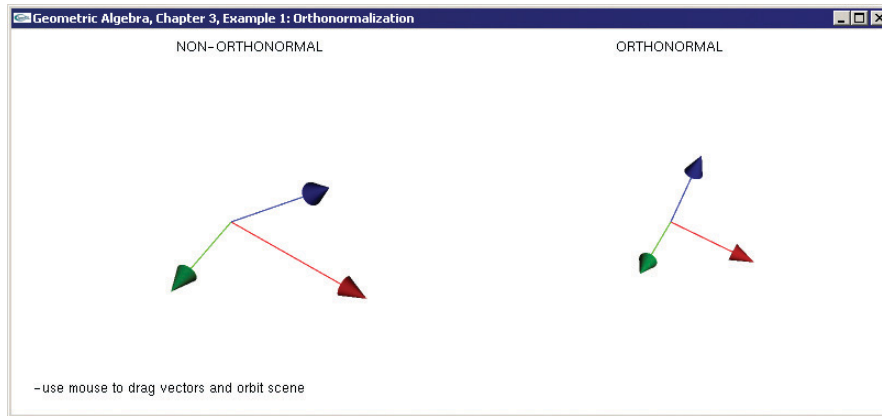 Geometric Algebra, Chapter 3, Example 1: Orthonormalization
NON-ORTHONORMAL
ORTHONORMAL
-use mouse to drag vectors and orbit scene